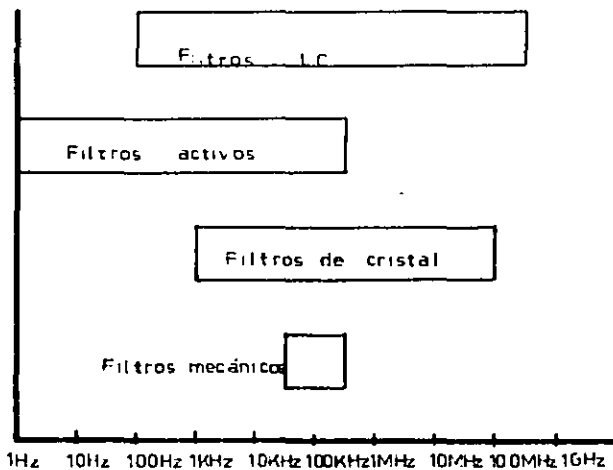 Filtros LC
Filtros activos
Filtros de cristal
Filtros mecánicos
1Hz 10Hz 100Hz 1KHz 10KHz 100KHz 1MHz 10MHz 100MHz 1GHz